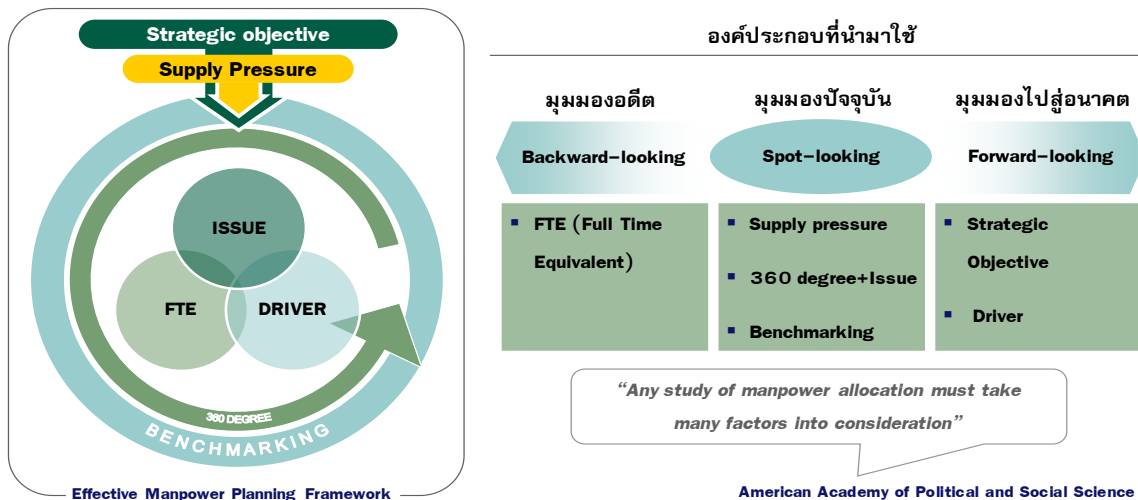 Strategic objective
Supply Pressure
ISSUE
FTE
DRIVER
360 DEGREE
BENCHMARKING
Effective Manpower Planning Framework
องค์ประกอบที่นำมาใช้
มุมมองอดีต
มุมมองปัจจุบัน
มุมมองไปสู่อนาคต
Backward-looking
Spot-looking
Forward-looking
▪ FTE (Full Time
Equivalent)
▪ Supply pressure
▪ 360 degree+Issue
▪ Benchmarking
▪ Strategic
Objective
▪ Driver
“Any study of manpower allocation must take
many factors into consideration”
American Academy of Political and Social Science